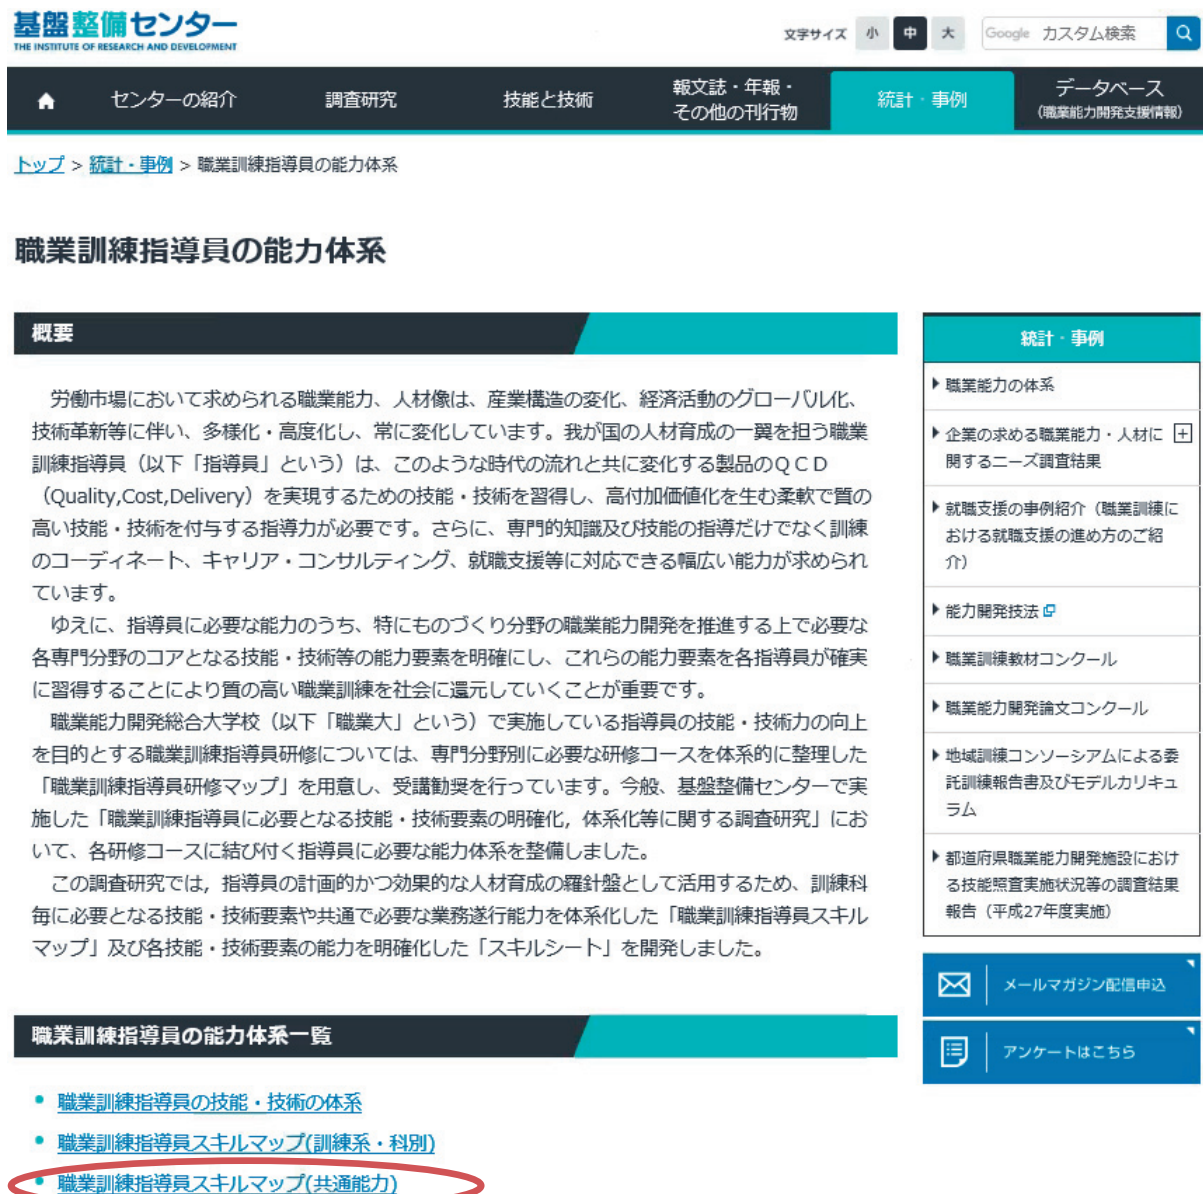 基盤整備センター
THE INSTITUTE OF RESEARCH AND DEVELOPMENT
文字サイズ 小 中 大 Google カスタム検索
センターの紹介 調査研究 技能と技術 報文誌・年報・その他の刊行物 統計・事例 データベース（職業能力開発支援情報）
トップ > 統計・事例 > 職業訓練指導員の能力体系
職業訓練指導員の能力体系
概要
労働市場において求められる職業能力、人材像は、産業構造の変化、経済活動のグローバル化、
技術革新等に伴い、多様化・高度化し、常に変化しています。我が国の人材育成の一翼を担う職業
訓練指導員（以下「指導員」という）は、このような時代の流れと共に変化する製品のＱＣＤ
（Quality,Cost,Delivery）を実現するための技能・技術を習得し、高付加価値化を生む柔軟で質の
高い技能・技術を付与する指導力が必要です。さらに、専門的知識及び技能の指導だけでなく訓練
のコーディネート、キャリア・コンサルティング、就職支援等に対応できる幅広い能力が求められ
ています。
ゆえに、指導員に必要な能力のうち、特にものづくり分野の職業能力開発を推進する上で必要な
各専門分野のコアとなる技能・技術等の能力要素を明確にし、これらの能力要素を各指導員が確実
に習得することにより質の高い職業訓練を社会に還元していくことが重要です。
職業能力開発総合大学校（以下「職業大」という）で実施している指導員の技能・技術力の向上
を目的とする職業訓練指導員研修については、専門分野別に必要な研修コースを体系的に整理した
「職業訓練指導員研修マップ」を用意し、受講勧奨を行っています。今般、基盤整備センターで実
施した「職業訓練指導員に必要となる技能・技術要素の明確化，体系化等に関する調査研究」にお
いて、各研修コースに結び付く指導員に必要な能力体系を整備しました。
この調査研究では，指導員の計画的かつ効果的な人材育成の羅針盤として活用するため、訓練科
毎に必要となる技能・技術要素や共通で必要な業務遂行能力を体系化した「職業訓練指導員スキル
マップ」及び各技能・技術要素の能力を明確化した「スキルシート」を開発しました。
職業訓練指導員の能力体系一覧
職業訓練指導員の技能・技術の体系
職業訓練指導員スキルマップ(訓練系・科別)
職業訓練指導員スキルマップ(共通能力)
統計・事例
職業能力の体系
企業の求める職業能力・人材に
関するニーズ調査結果
就職支援の事例紹介（職業訓練に
おける就職支援の進め方のご紹
介）
能力開発技法
職業訓練教材コンクール
職業能力開発論文コンクール
地域訓練コンソーシアムによる委
託訓練報告書及びモデルカリキュ
ラム
都道府県職業能力開発施設におけ
る技能照査実施状況等の調査結果
報告（平成27年度実施）
メールマガジン配信申込
アンケートはこちら